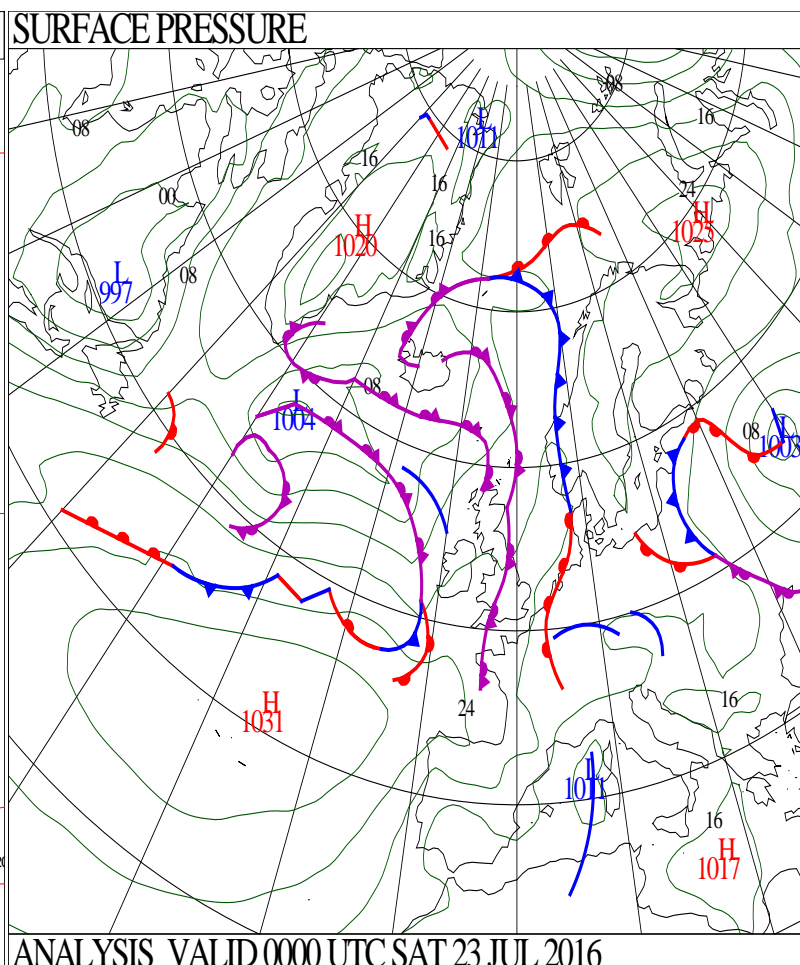 SURFACE PRESSURE
08
08
L
1011
16
16
16
24
00
H
1020
16
H
1025
L
997
08
08
L
1004
08
L
1003
H
1031
24
16
L
1011
16
H
1017
ANALYSIS VALID 0000 UTC SAT 23 JUL 2016